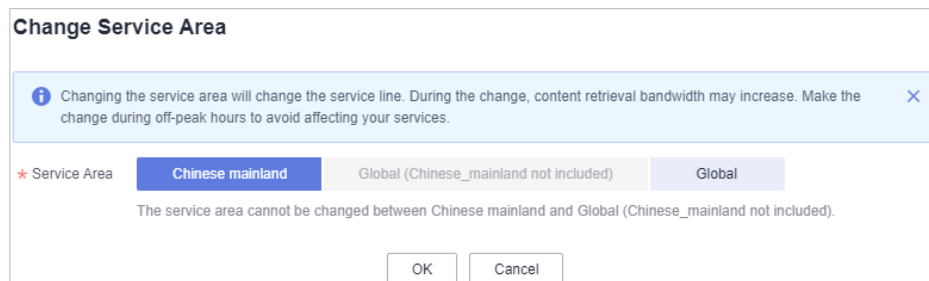 Change Service Area
Changing the service area will change the service line. During the change, content retrieval bandwidth may increase. Make the
change during off-peak hours to avoid affecting your services.
* Service Area Chinese mainland Global (Chinese_mainland not included) Global
The service area cannot be changed between Chinese mainland and Global (Chinese_mainland not included).
OK Cancel